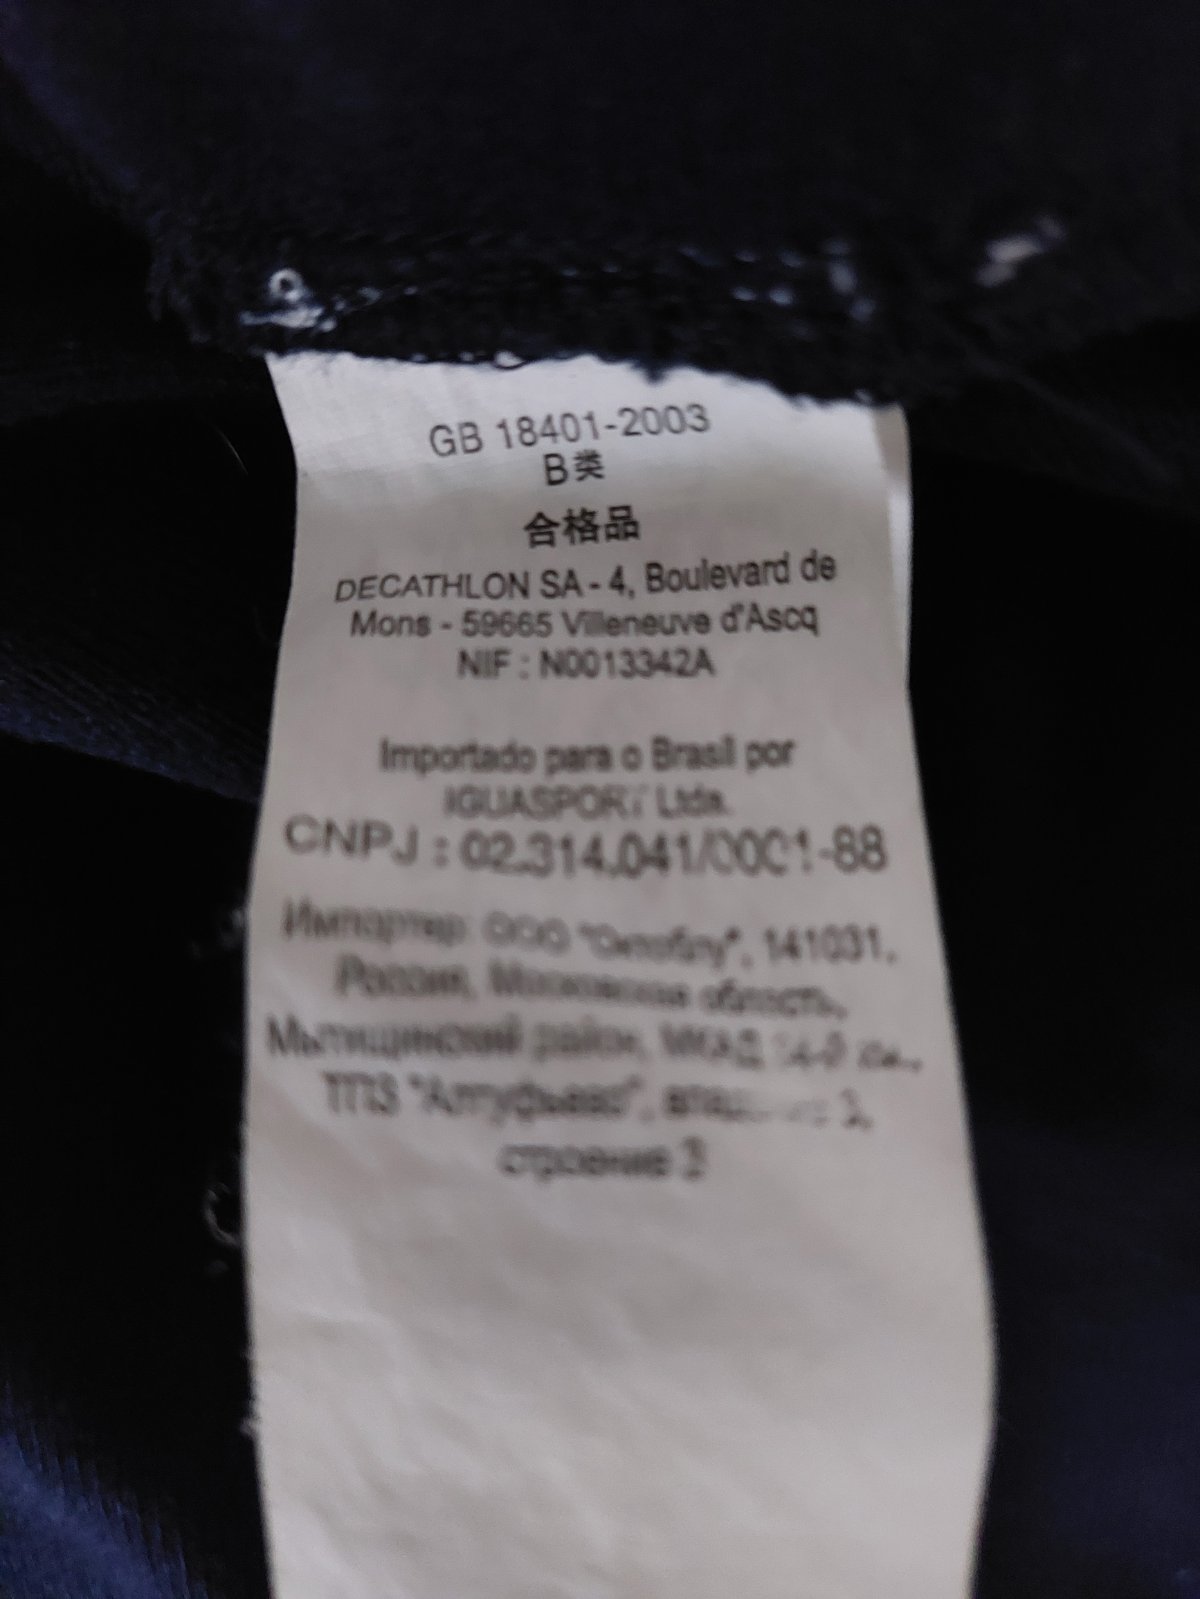 GB 18401-2003
B类
合格品
DECATHLON SA - 4, Boulevard de
Mons - 59665 Villeneuve d'Ascq
NIF : N0013342A
Importado para o Brasil por
IGUASPORT Ltda.
CNPJ : 02.314.041/0001-88
Импортер: ООО "Октоблу", 141031,
Россия, Московская область,
Мытищинский район, МКАД
ТПЗ "Алтуфьево", 3,
строение 3